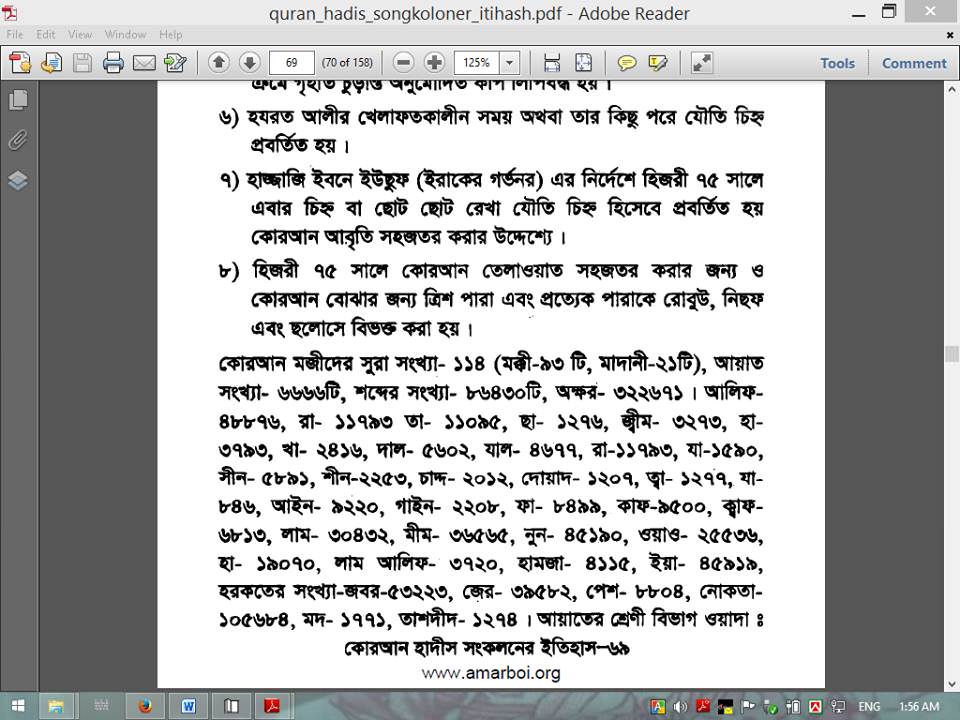 quran_hadis_songkoloner_itihash.pdf - Adobe Reader
File Edit View Window Help
69 (70 of 158) 125% Tools Comment
ক্রমে গৃহীত চূড়ান্ত অনুমোদিত কপি লিপিবদ্ধ হয়।
৬) হযরত আলীর খেলাফতকালীন সময় অথবা তার কিছু পরে যৌতি চিহ্ন
প্রবর্তিত হয়।
৭) হাজ্জাজি ইবনে ইউছুফ (ইরাকের গর্ভনর) এর নির্দেশে হিজরী ৭৫ সালে
এবার চিহ্ন বা ছোট ছোট রেখা যৌতি চিহ্ন হিসেবে প্রবর্তিত হয়
কোরআন আবৃতি সহজতর করার উদ্দেশ্যে।
৮) হিজরী ৭৫ সালে কোরআন তেলাওয়াত সহজতর করার জন্য ও
কোরআন বোঝার জন্য ত্রিশ পারা এবং প্রত্যেক পারাকে রোবুউ, নিছফ
এবং ছলোসে বিভক্ত করা হয়।
কোরআন মজীদের সুরা সংখ্যা- ১১৪ (মক্কী-৯৩ টি, মাদানী-২১টি), আয়াত
সংখ্যা- ৬৬৬৬টি, শব্দের সংখ্যা- ৮৬৪৩০টি, অক্ষর- ৩২২৬৭১। আলিফ-
৪৮৮৭৬, রা- ১১৭৯৩ তা- ১১০৯৫, ছা- ১২৭৬, জ্বীম- ৩২৭৩, হা-
৩৭৯৩, খা- ২৪১৬, দাল- ৫৬০২, যাল- ৪৬৭৭, রা-১১৭৯৩, যা-১৫৯০,
সীন- ৫৮৯১, শীন-২২৫৩, চাদ্দ- ২০১২, দোয়াদ- ১২০৭, ত্বা- ১২৭৭, যা-
৮৪৬, আইন- ৯২২০, গাইন- ২২০৮, ফা- ৮৪৯৯, কাফ-৯৫০০, ক্বাফ-
৬৮১৩, লাম- ৩০৪৩২, মীম- ৩৬৫৬৫, নুন- ৪৫১৯০, ওয়াও- ২৫৫৩৬,
হা- ১৯০৭০, লাম আলিফ- ৩৭২০, হামজা- ৪১১৫, ইয়া- ৪৫৯১৯,
হরকতের সংখ্যা-জবর-৫৩২২৩, জের- ৩৯৫৮২, পেশ- ৮৮০৪, নোকতা-
১০৫৬৮৪, মদ- ১৭৭১, তাশদীদ- ১২৭৪। আয়াতের শ্রেণী বিভাগ ওয়াদা ঃ
কোরআন হাদীস সংকলনের ইতিহাস–৬৯
www.amarboi.org
ENG 1:56 AM